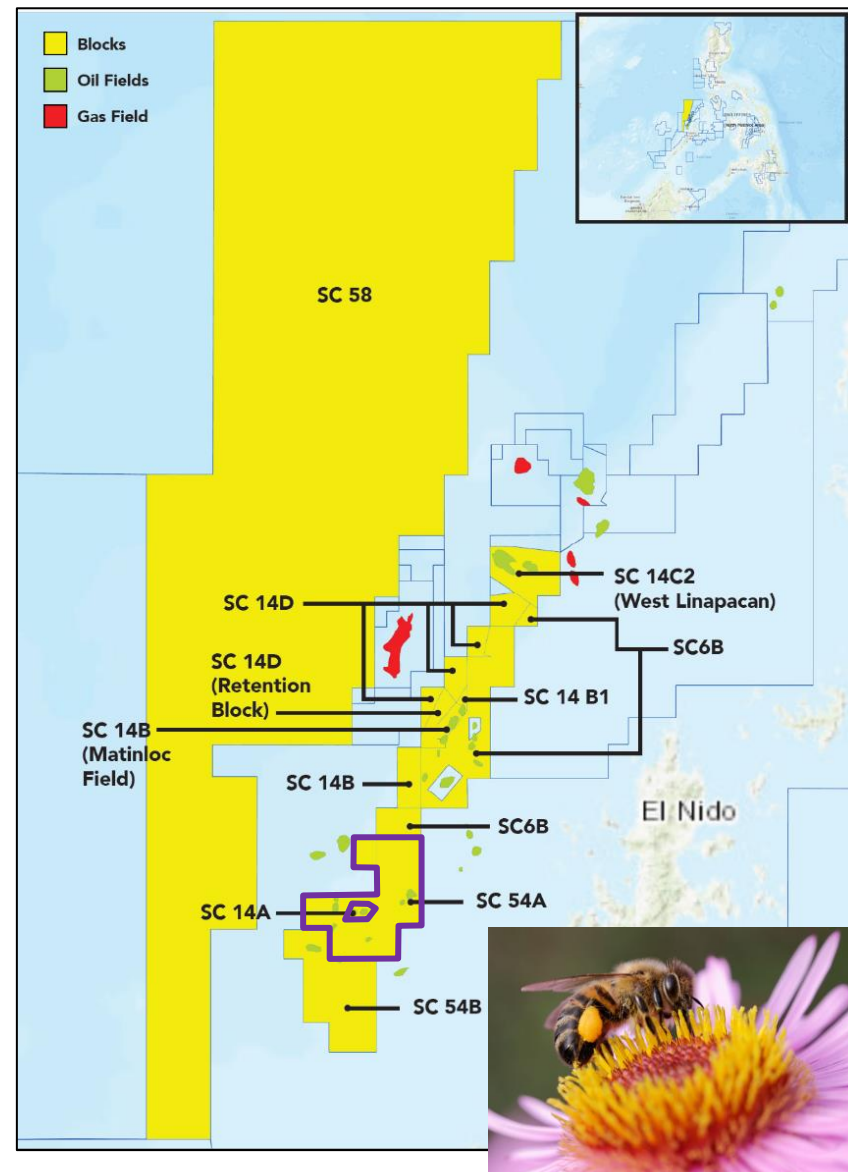 Blocks
Oil Fields
Gas Field
SC 58
SC 14D
SC 14C2
(West Linapacan)
SC 14D
(Retention
Block)
SC6B
SC 14 B1
SC 14B
(Matinloc
Field)
SC 14B
El Nido
SC6B
SC 14A
SC 54A
SC 54B